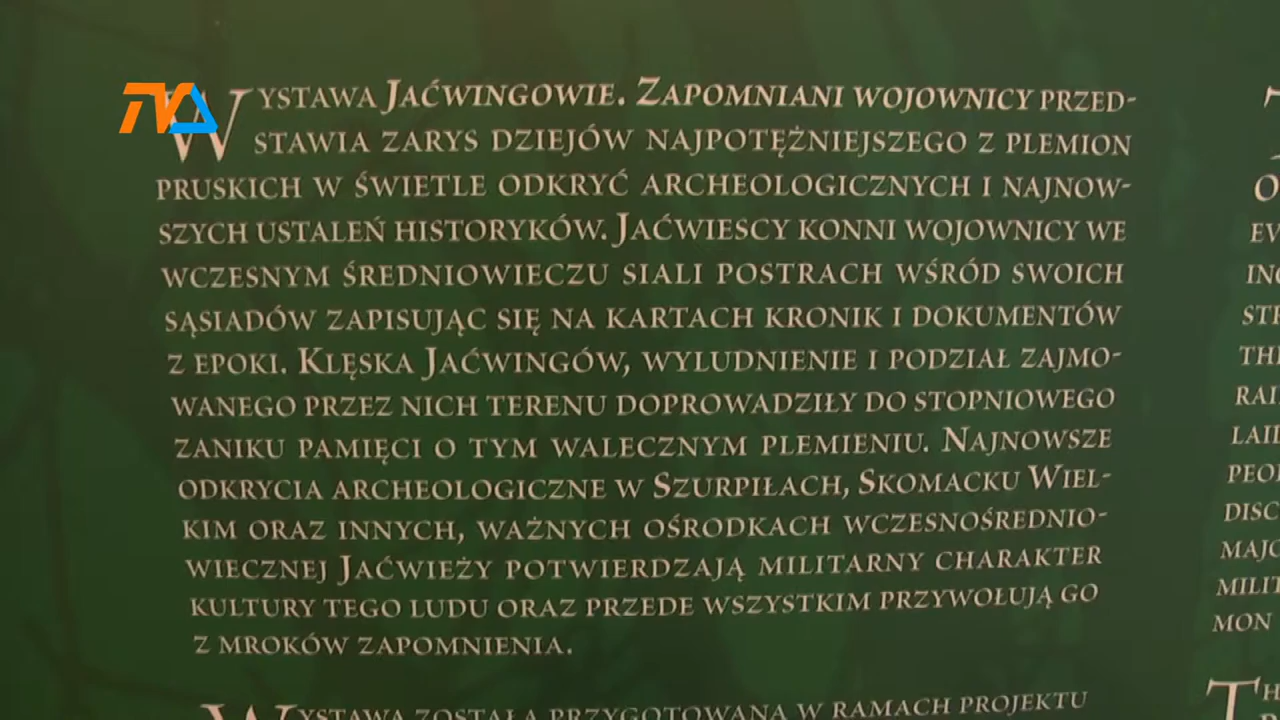 TVA
WYSTAWA JAĆWINGOWIE. ZAPOMNIANI WOJOWNICY PRZED-
STAWIA ZARYS DZIEJÓW NAJPOTĘŻNIEJSZEGO Z PLEMION
PRUSKICH W ŚWIETLE ODKRYĆ ARCHEOLOGICZNYCH I NAJNOW-
SZYCH USTALEŃ HISTORYKÓW. JAĆWIESCY KONNI WOJOWNICY WE
WCZESNYM ŚREDNIOWIECZU SIALI POSTRACH WŚRÓD SWOICH
SĄSIADÓW ZAPISUJĄC SIĘ NA KARTACH KRONIK I DOKUMENTÓW
Z EPOKI. KLĘSKA JAĆWINGÓW, WYLUDNIENIE I PODZIAŁ ZAJMO-
WANEGO PRZEZ NICH TERENU DOPROWADZIŁY DO STOPNIOWEGO
ZANIKU PAMIĘCI O TYM WALECZNYM PLEMIENIU. NAJNOWSZE
ODKRYCIA ARCHEOLOGICZNE W SZURPIŁACH, SKOMACKU WIEL-
KIM ORAZ INNYCH, WAŻNYCH OŚRODKACH WCZESNOŚREDNIO-
WIECZNEJ JAĆWIEŻY POTWIERDZAJĄ MILITARNY CHARAKTER
KULTURY TEGO LUDU ORAZ PRZEDE WSZYSTKIM PRZYWOŁUJĄ GO
Z MROKÓW ZAPOMNIENIA.
WYSTAWA ZOSTAŁA PRZYGOTOWANA W RAMACH PROJEKTU